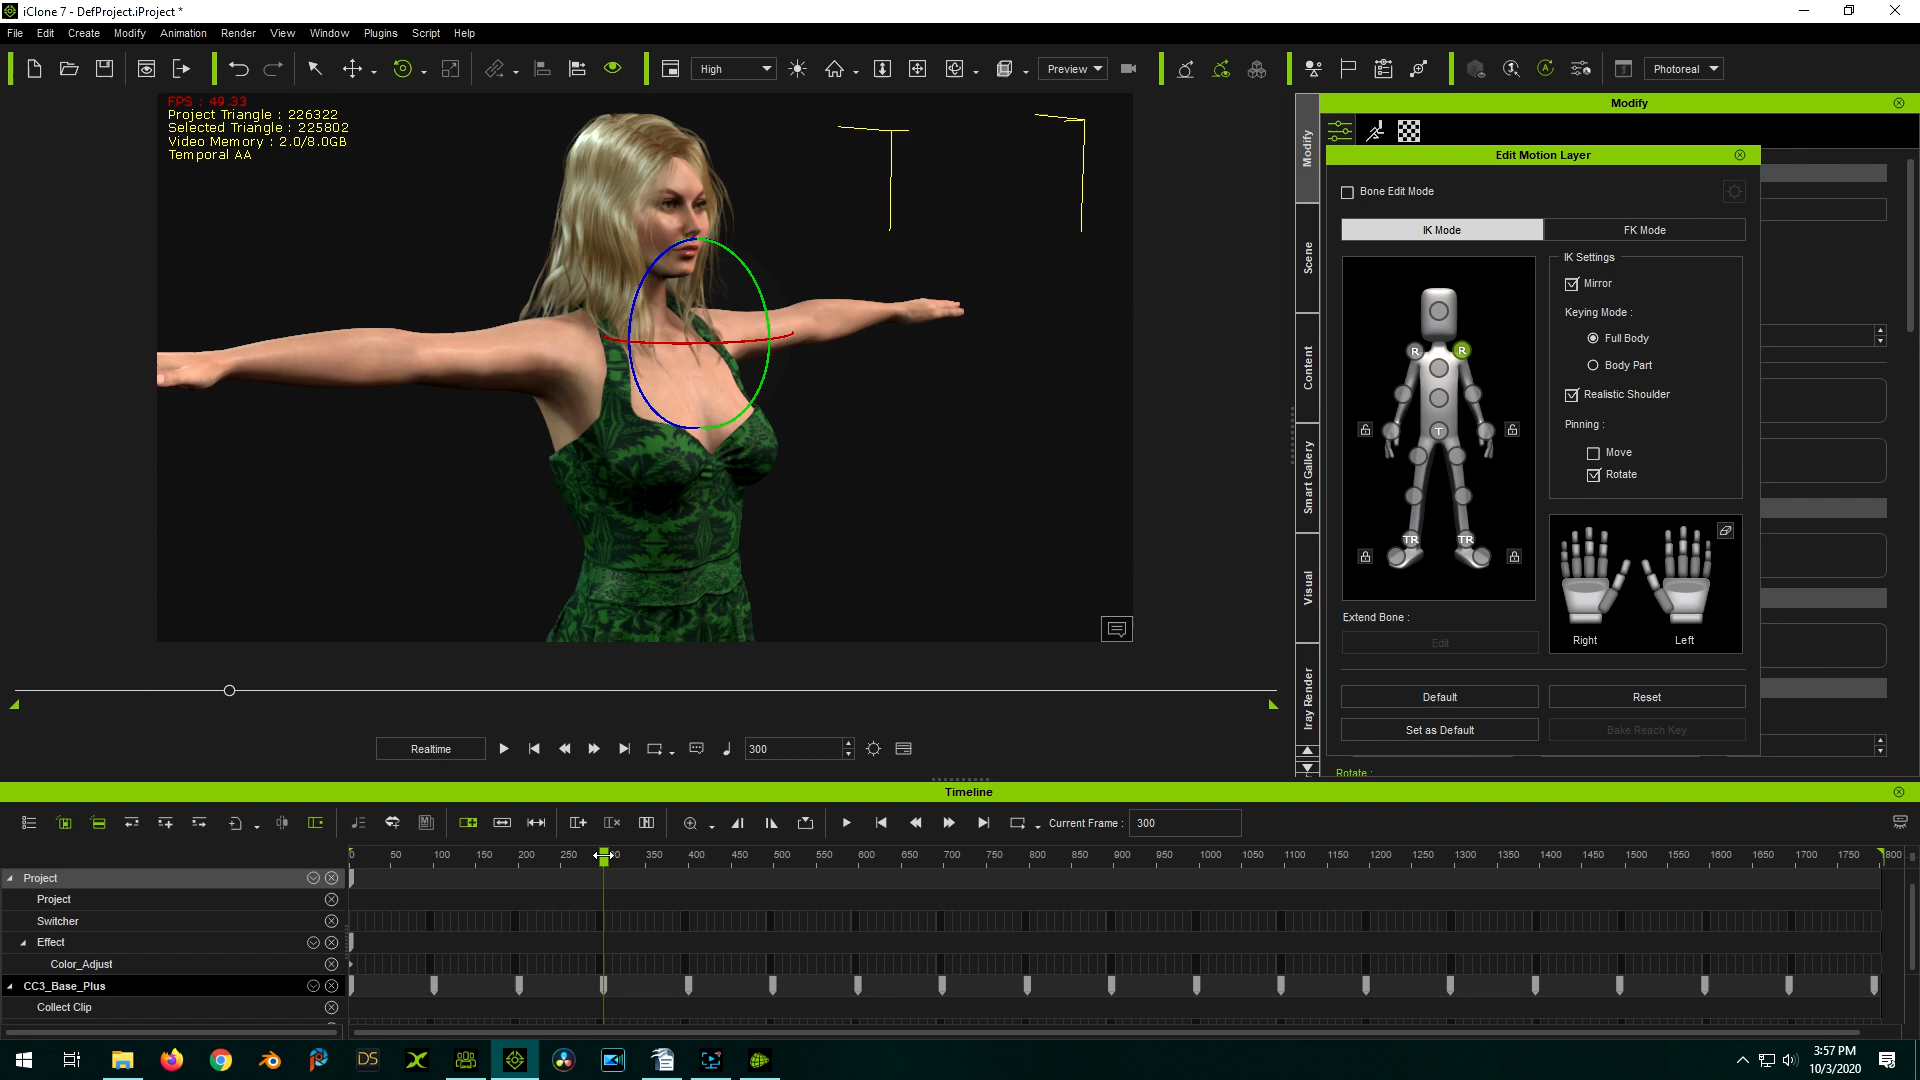 iClone 7 - DefProject.iProject *
File Edit Create Modify Animation Render View Window Plugins Script Help
High Preview Photoreal
FPS : 49.33
Project Triangle : 226322
Selected Triangle : 225802
Video Memory : 2.0/8.0GB
Temporal AA
Modify
Scene
Content
Smart Gallery
Visual
Iray Render
Modify
Edit Motion Layer
Bone Edit Mode
IK Mode FK Mode
IK Settings
Mirror
Keying Mode :
Full Body
Body Part
Realistic Shoulder
Pinning :
Move
Rotate
R R
T
TR TR
Right Left
Extend Bone :
Edit
Default Reset
Set as Default Bake Reach Key
Rotate :
Realtime 300
Timeline
Current Frame : 300
0 50 100 150 200 250 300 350 400 450 500 550 600 650 700 750 800 850 900 950 1000 1050 1100 1150 1200 1250 1300 1350 1400 1450 1500 1550 1600 1650 1700 1750 1800
Project
Project
Switcher
Effect
Color_Adjust
CC3_Base_Plus
Collect Clip
DS
3:57 PM
10/3/2020